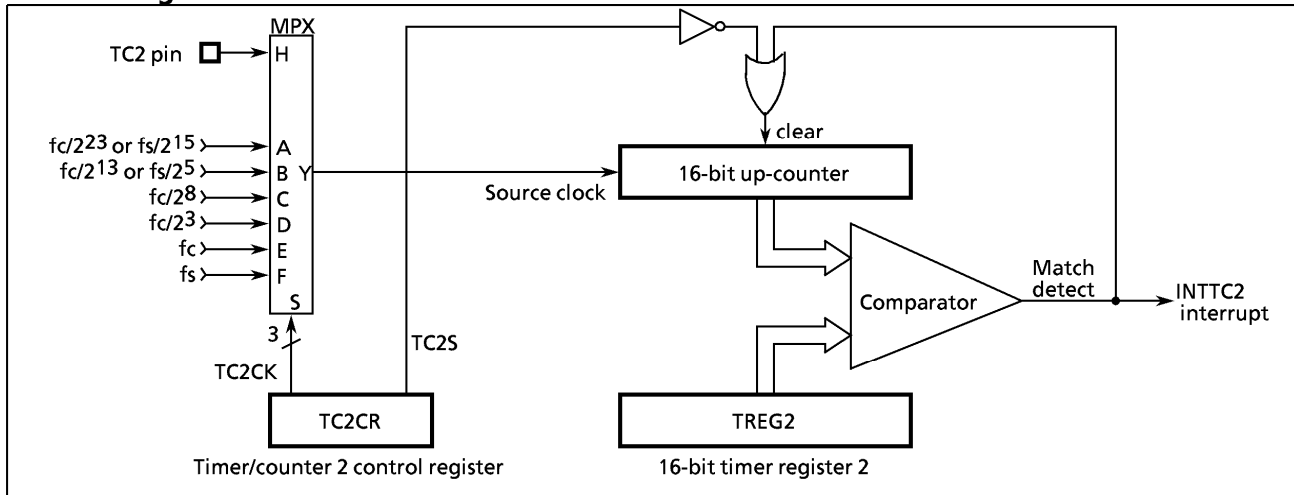 MPX
TC2 pin
H
clear
fc/2²³ or fs/2¹⁵
A
fc/2¹³ or fs/2⁵
B Y
16-bit up-counter
Source clock
fc/2⁸
C
fc/2³
D
fc
E
fs
F
S
3
Match
detect
Comparator
INTTC2
interrupt
TC2S
TC2CK
TC2CR
TREG2
Timer/counter 2 control register
16-bit timer register 2